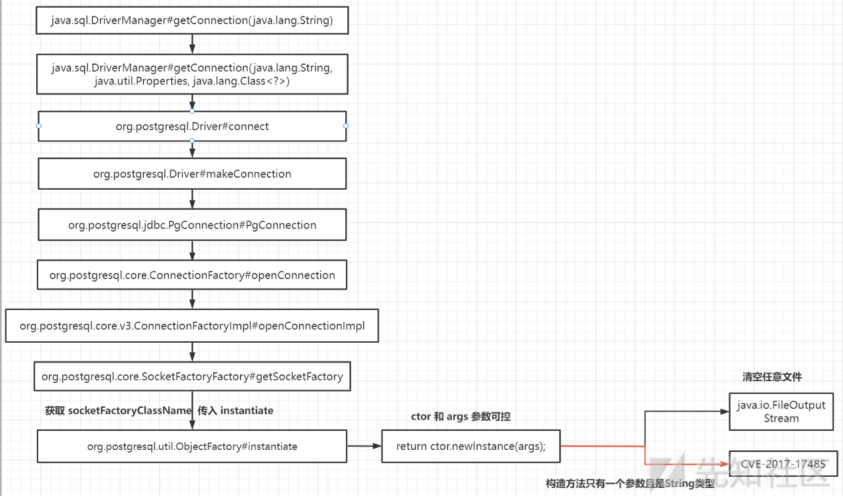 java.sql.DriverManager#getConnection(java.lang.String)
java.sql.DriverManager#getConnection(java.lang.String,
java.util.Properties, java.lang.Class<?>)
org.postgresql.Driver#connect
org.postgresql.Driver#makeConnection
org.postgresql.jdbc.PgConnection#PgConnection
org.postgresql.core.ConnectionFactory#openConnection
org.postgresql.core.v3.ConnectionFactoryImpl#openConnectionImpl
org.postgresql.core.SocketFactoryFactory#getSocketFactory
获取 socketFactoryClassName 传入 instantiate
org.postgresql.util.ObjectFactory#instantiate
ctor 和 args 参数可控
return ctor.newInstance(args);
清空任意文件
java.io.FileOutput
Stream
CVE-2017-17485
构造方法只有一个参数且是String类型
先知社区